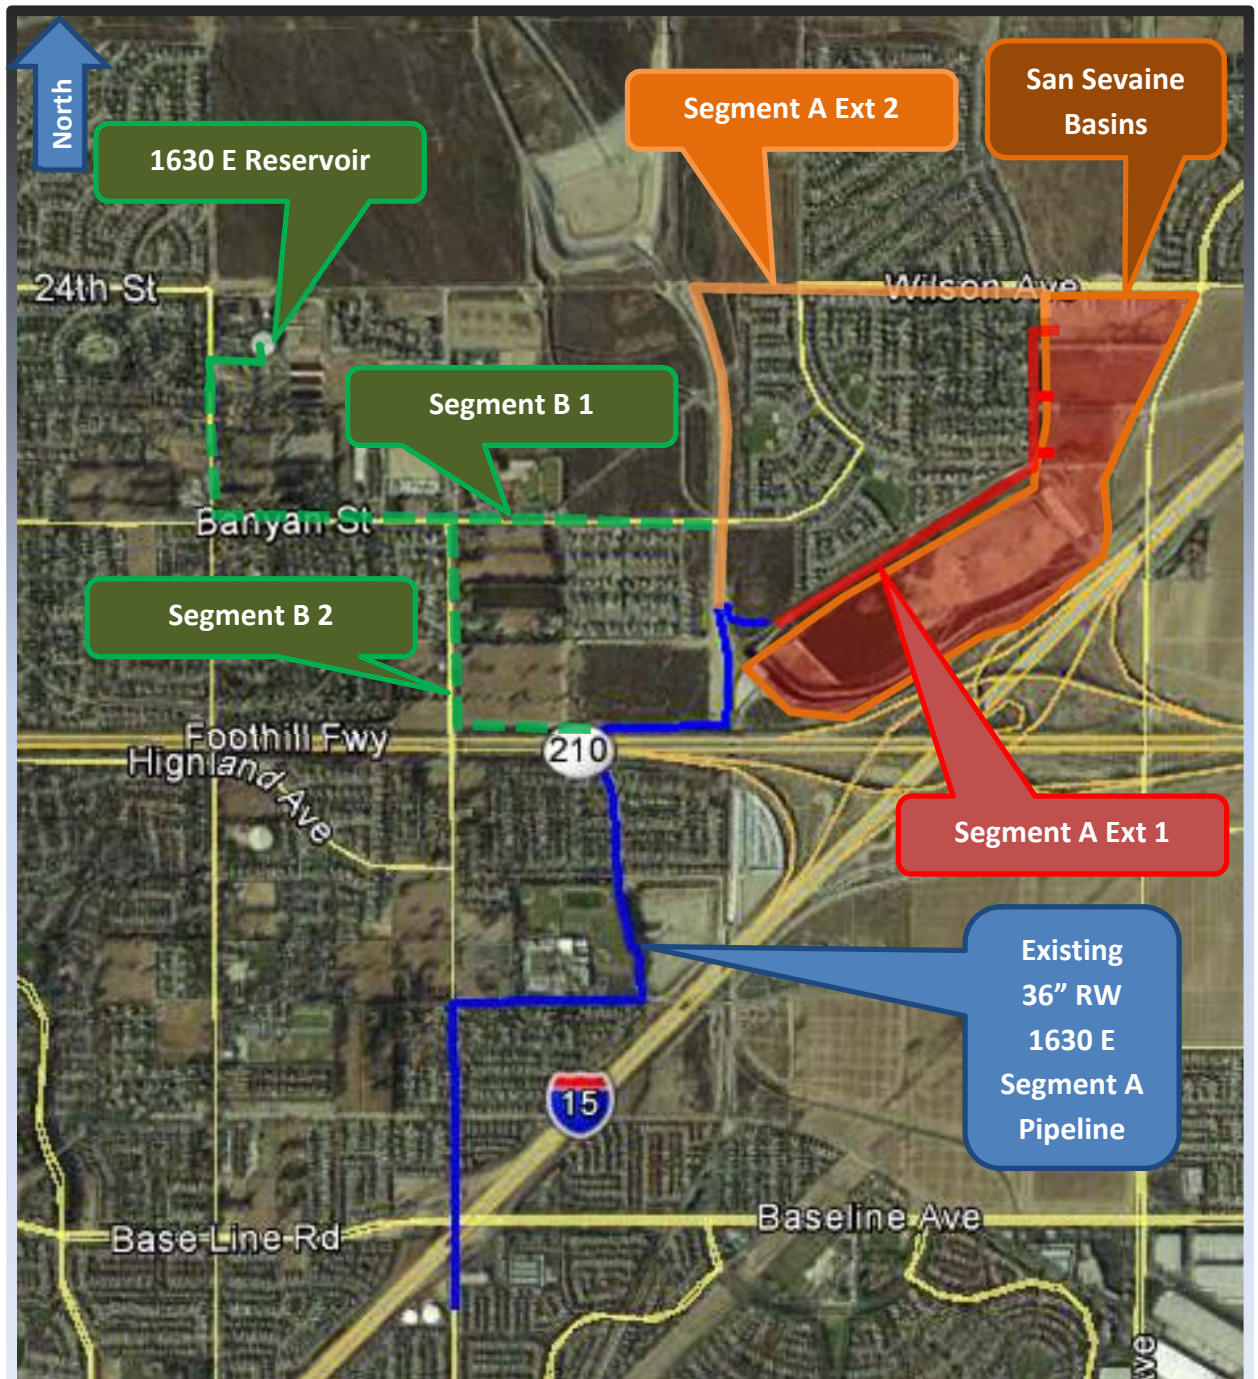 North
San Sevaine
Basins
Segment A Ext 2
1630 E Reservoir
24th St
Wilson Ave
Segment B 1
Banyan St
Segment B 2
Foothill Fwy
210
Highland Ave
Segment A Ext 1
Existing
36” RW
1630 E
Segment A
Pipeline
15
Baseline Ave
Base Line Rd